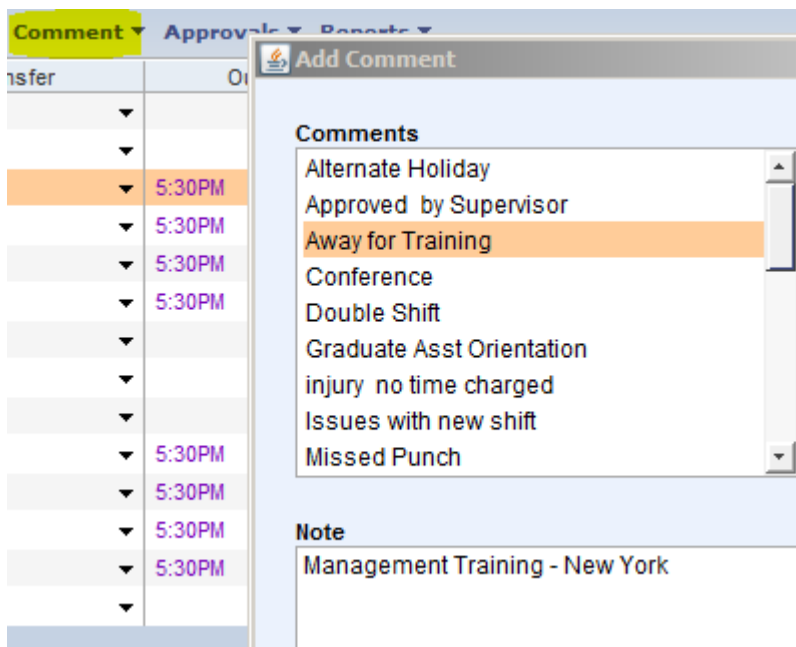 Comment Approvals Reports
Add Comment
nsfer
Comments
Alternate Holiday
Approved by Supervisor
5:30PM
Away for Training
5:30PM
Conference
5:30PM
Double Shift
5:30PM
Graduate Asst Orientation
injury no time charged
Issues with new shift
5:30PM
Missed Punch
5:30PM
5:30PM
Note
5:30PM
Management Training - New York